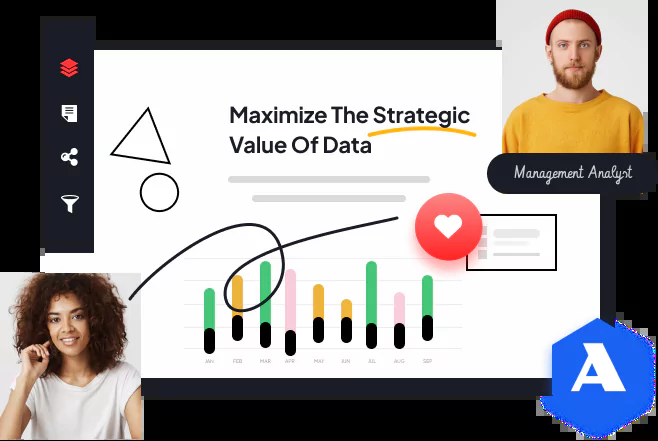 Maximize The Strategic
Value Of Data
Management Analyst
JAN FEB MAR APR MAY JUN JUL AUG SEP
A